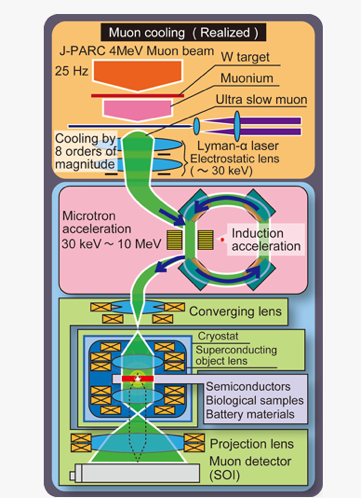 Muon cooling ( Realized )
J-PARC 4MeV Muon beam
25 Hz
W target
Muonium
Ultra slow muon
Cooling by
8 orders of
magnitude
Lyman-α laser
Electrostatic lens
( ～ 30 keV)
Microtron
acceleration
30 keV ～ 10 MeV
Induction
acceleration
Converging lens
Cryostat
Superconducting
object lens
Semiconductors
Biological samples
Battery materials
Projection lens
Muon detector
(SOI)